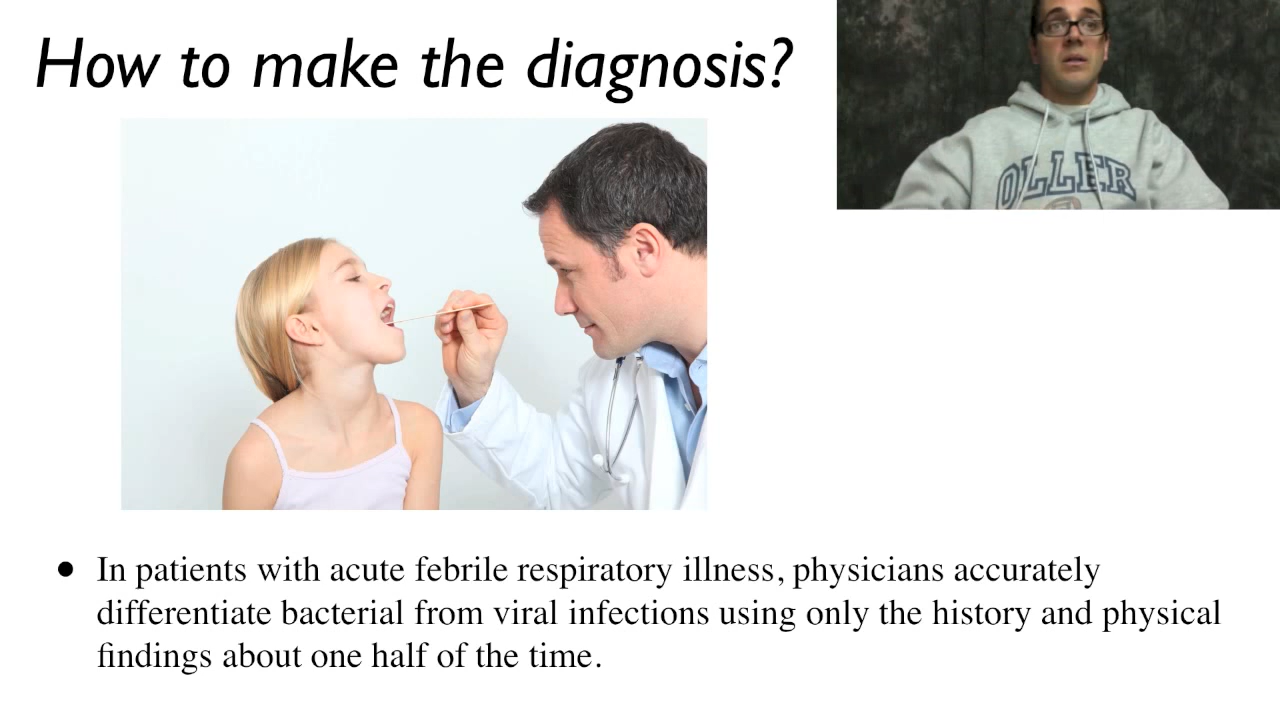 How to make the diagnosis?
OLLER
• In patients with acute febrile respiratory illness, physicians accurately
differentiate bacterial from viral infections using only the history and physical
findings about one half of the time.